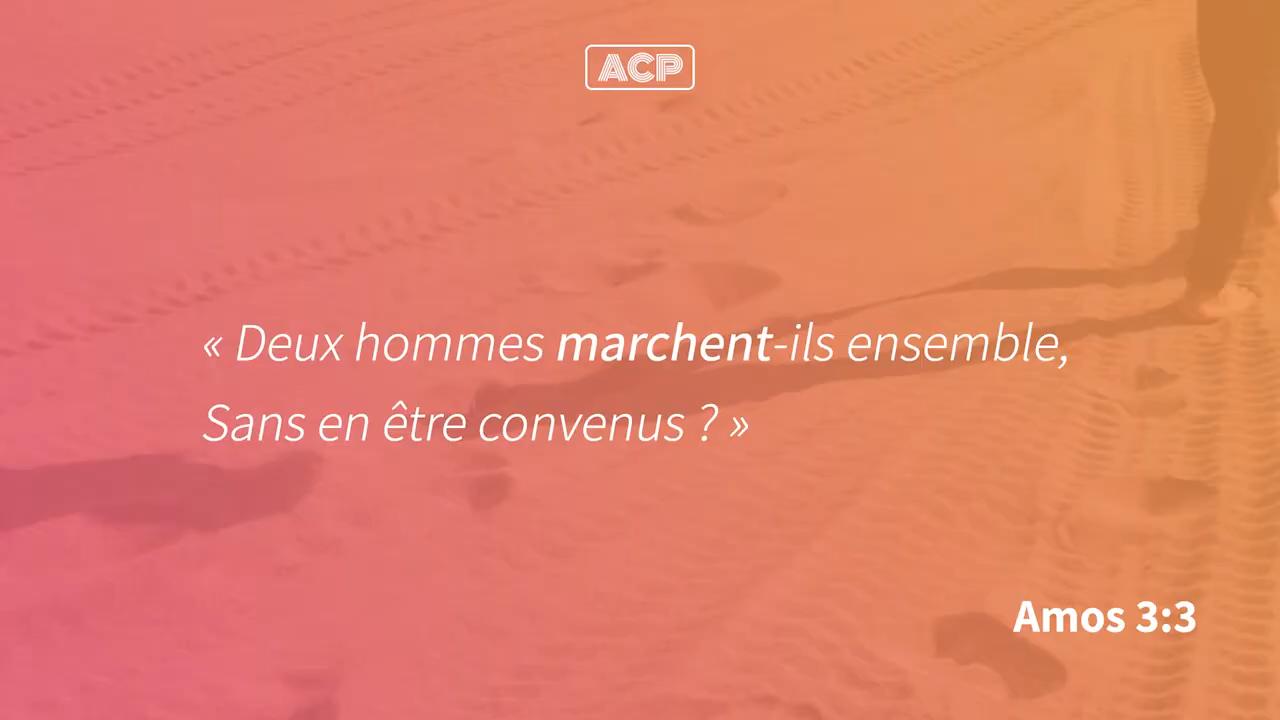 ACP
« Deux hommes marchent-ils ensemble,
Sans en être convenus ? »
Amos 3:3